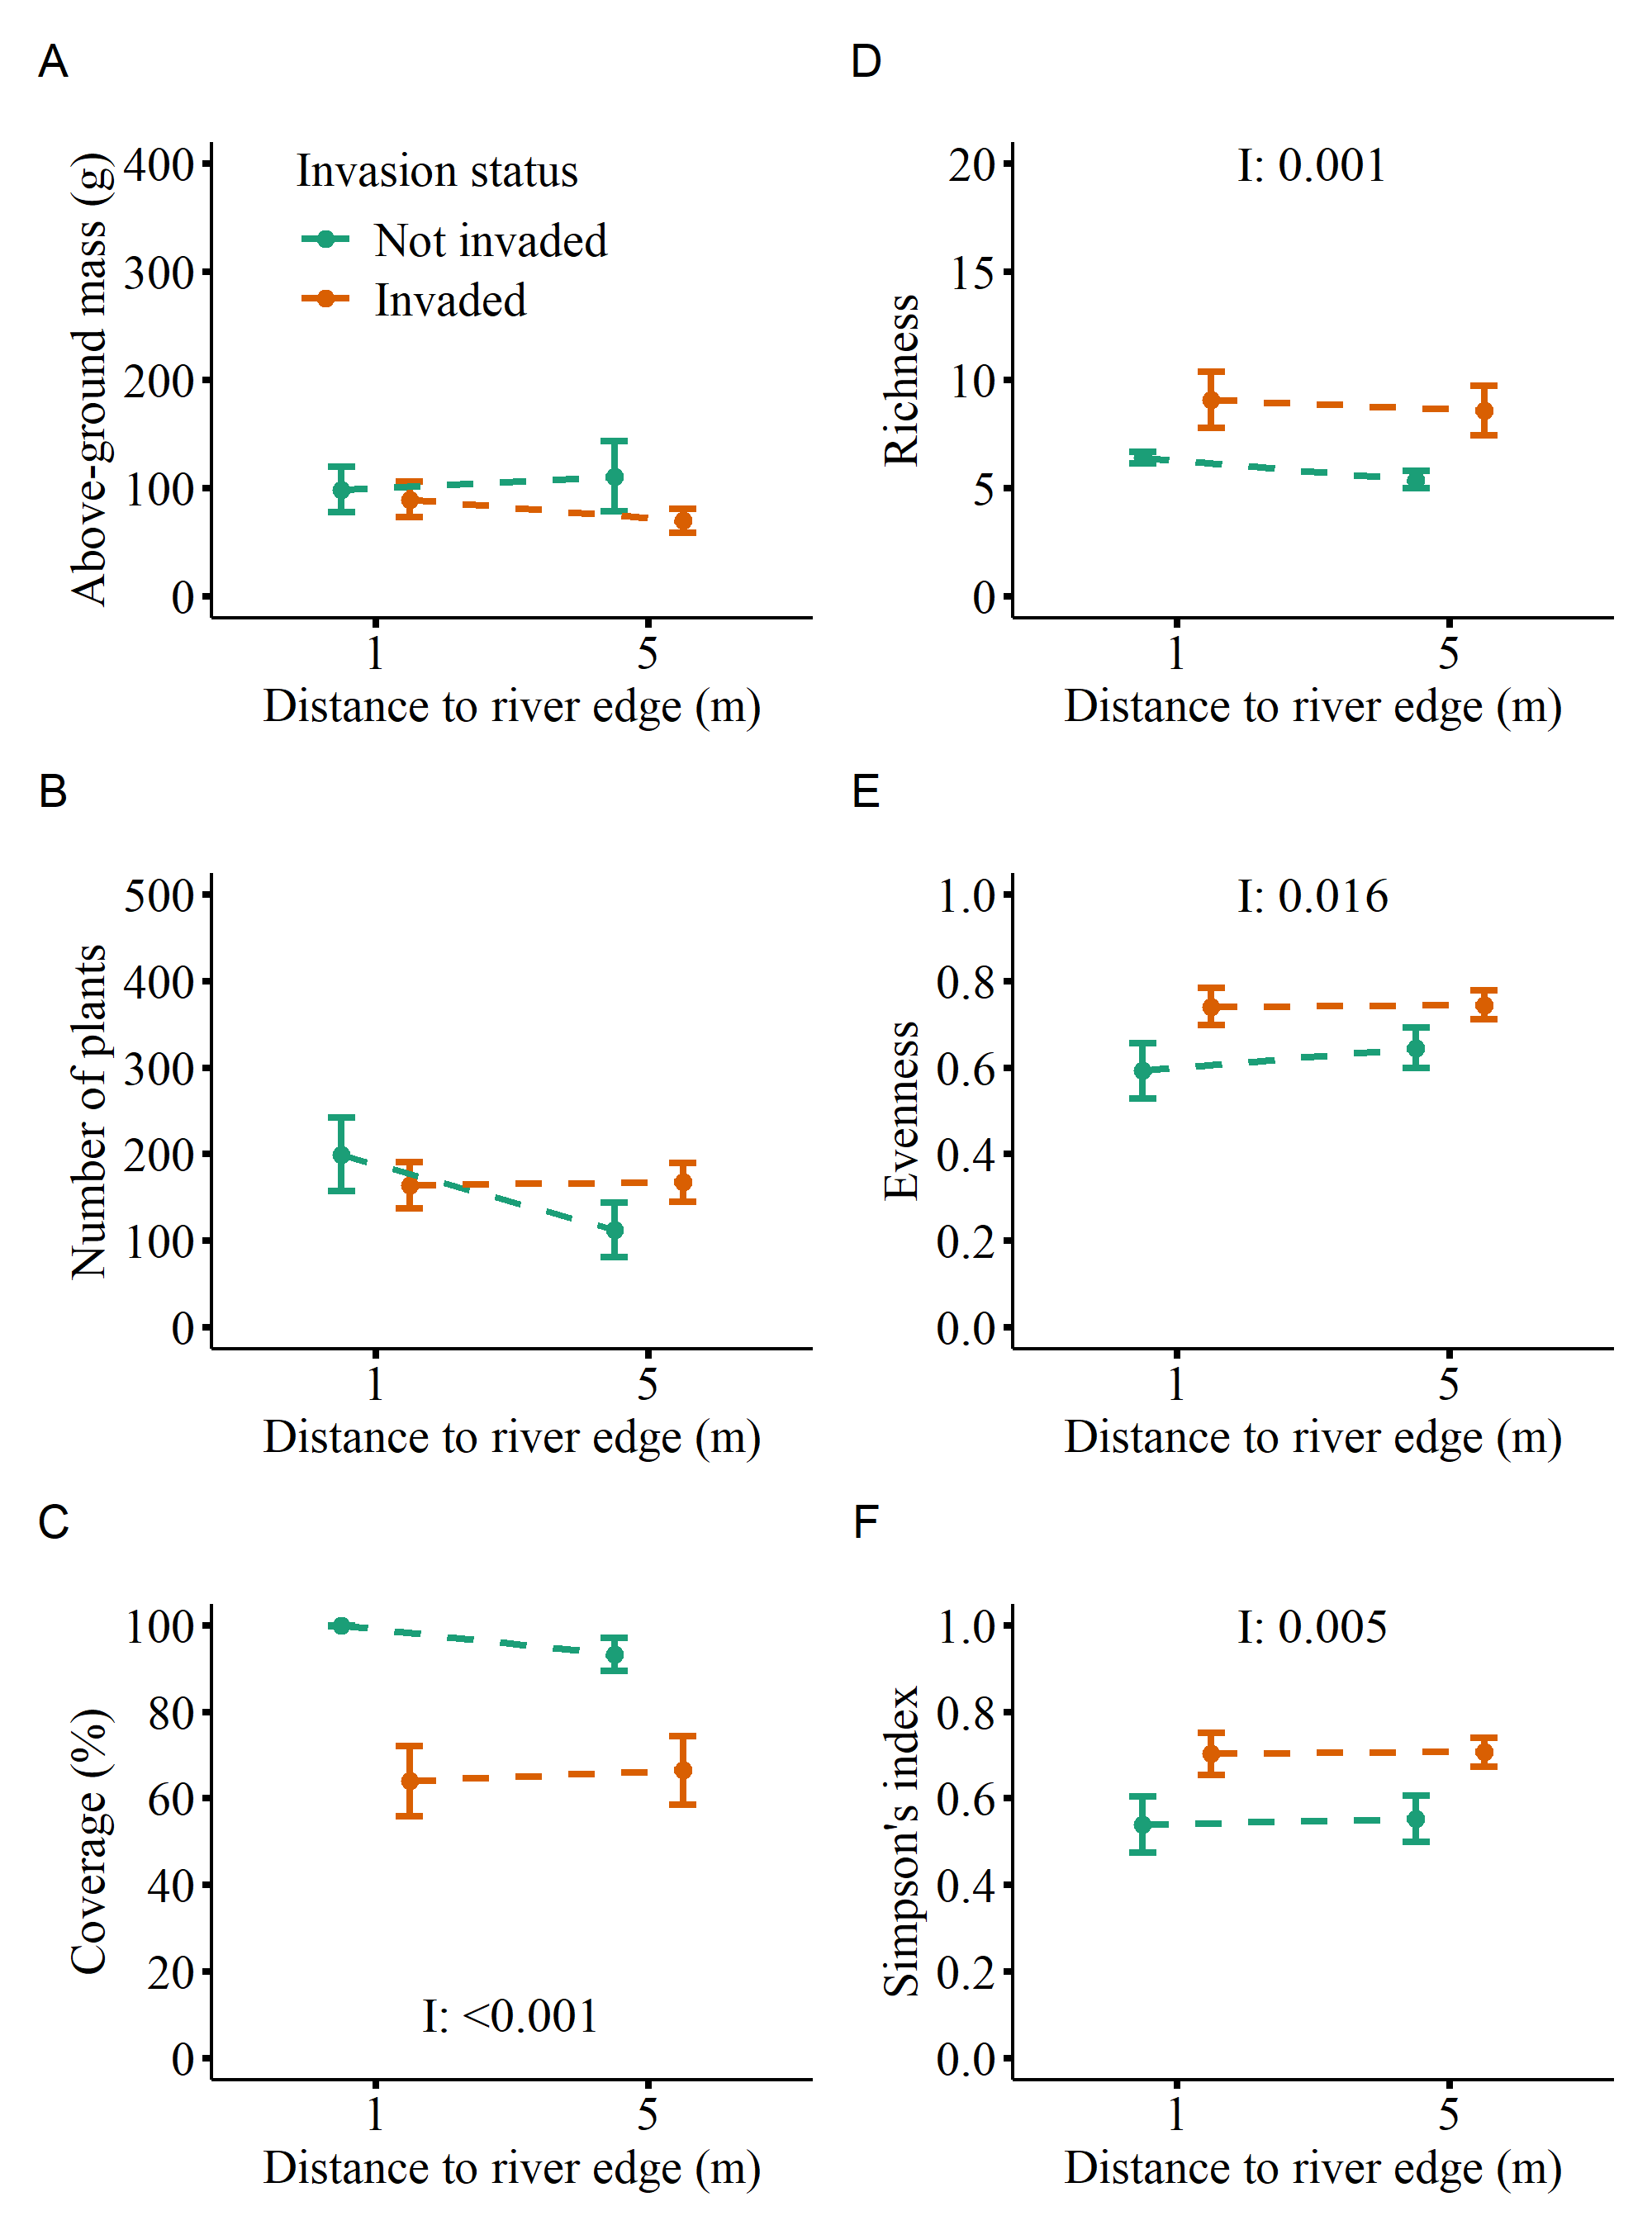 A
Above-ground mass (g)
400
300
200
100
0
Invasion status
Not invaded
Invaded
1 5
Distance to river edge (m)
D
Richness
20
15
10
5
0
I: 0.001
1 5
Distance to river edge (m)
B
Number of plants
500
400
300
200
100
0
1 5
Distance to river edge (m)
E
Evenness
1.0
0.8
0.6
0.4
0.2
0.0
I: 0.016
1 5
Distance to river edge (m)
C
Coverage (%)
100
80
60
40
20
0
I: <0.001
1 5
Distance to river edge (m)
F
Simpson's index
1.0
0.8
0.6
0.4
0.2
0.0
I: 0.005
1 5
Distance to river edge (m)